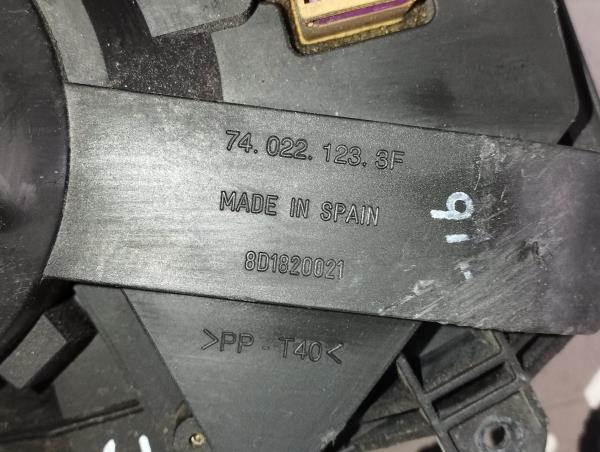 74. 022. 123. 3F
MADE IN SPAIN
8D1820021
>PP - T40<